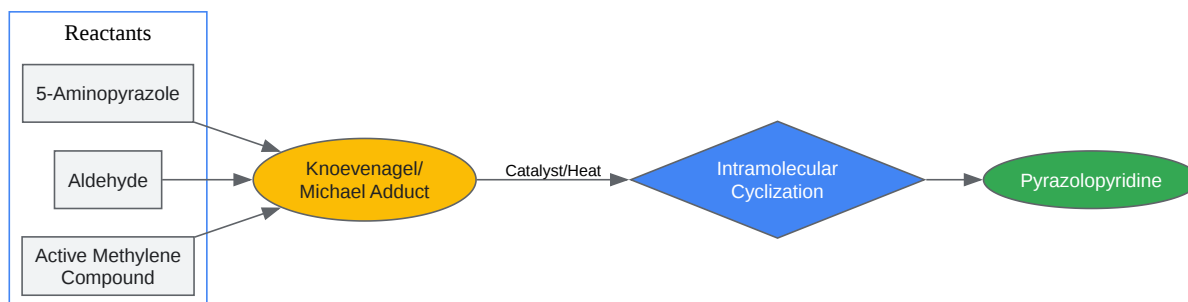 Reactants
5-Aminopyrazole
Aldehyde
Active Methylene
Compound
Knoevenagel/
Michael Adduct
Catalyst/Heat
Intramolecular
Cyclization
Pyrazolopyridine